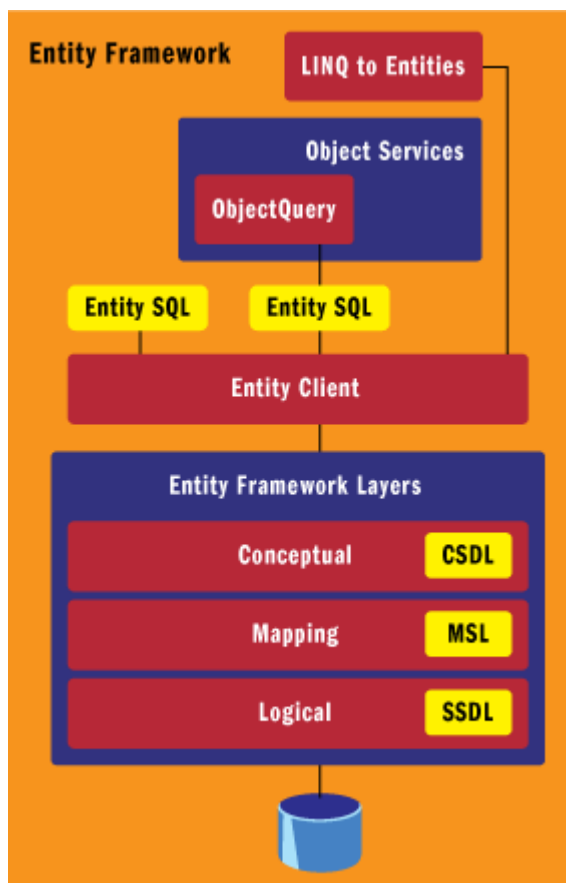 Entity Framework
LINQ to Entities
Object Services
ObjectQuery
Entity SQL
Entity SQL
Entity Client
Entity Framework Layers
Conceptual
CSDL
Mapping
MSL
Logical
SSDL